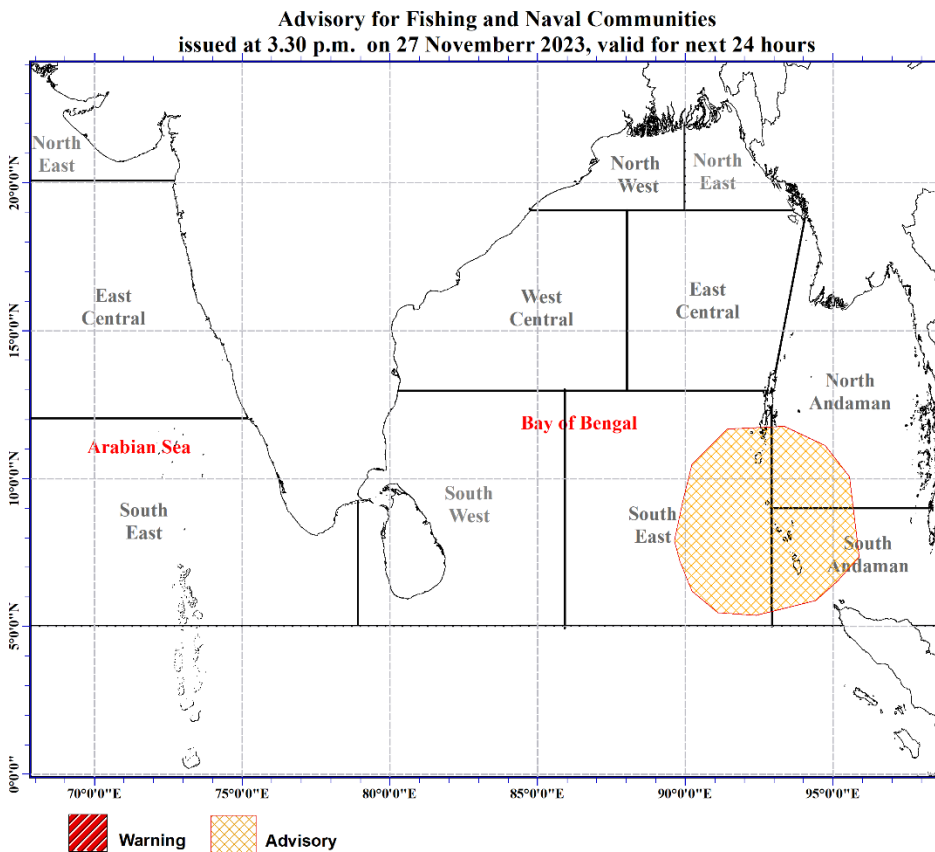 Advisory for Fishing and Naval Communities
issued at 3.30 p.m. on 27 Novemberr 2023, valid for next 24 hours
North
East
North
West
North
East
East
Central
West
Central
East
Central
North
Andaman
Arabian Sea
Bay of Bengal
South
East
South
West
South
East
South
Andaman
20°0'0"N
15°0'0"N
10°0'0"N
5°0'0"N
0°0'0"
70°0'0"E
75°0'0"E
80°0'0"E
85°0'0"E
90°0'0"E
95°0'0"E
Warning
Advisory